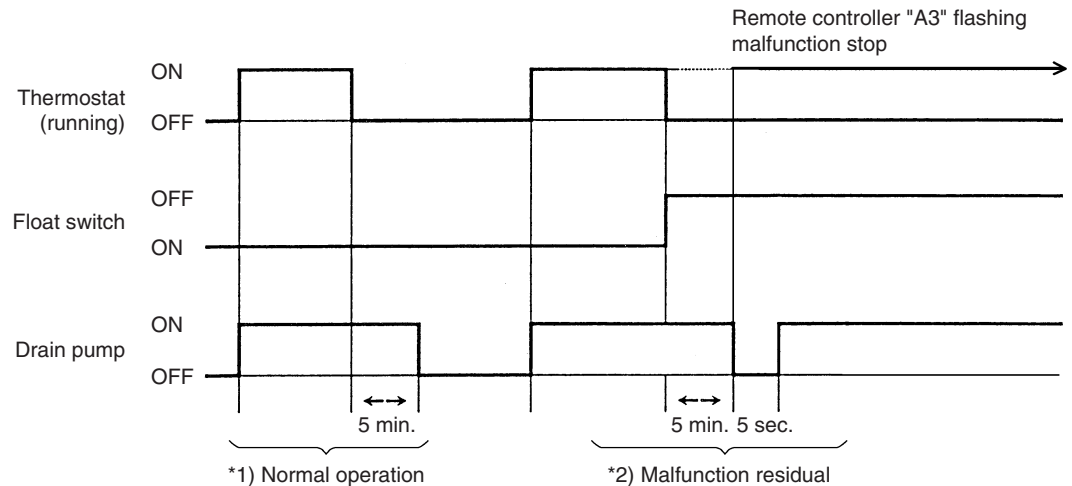 Remote controller "A3" flashing
malfunction stop
ON
Thermostat
(running)
OFF
OFF
Float switch
ON
ON
Drain pump
OFF
5 min.
5 min. 5 sec.
*1) Normal operation
*2) Malfunction residual